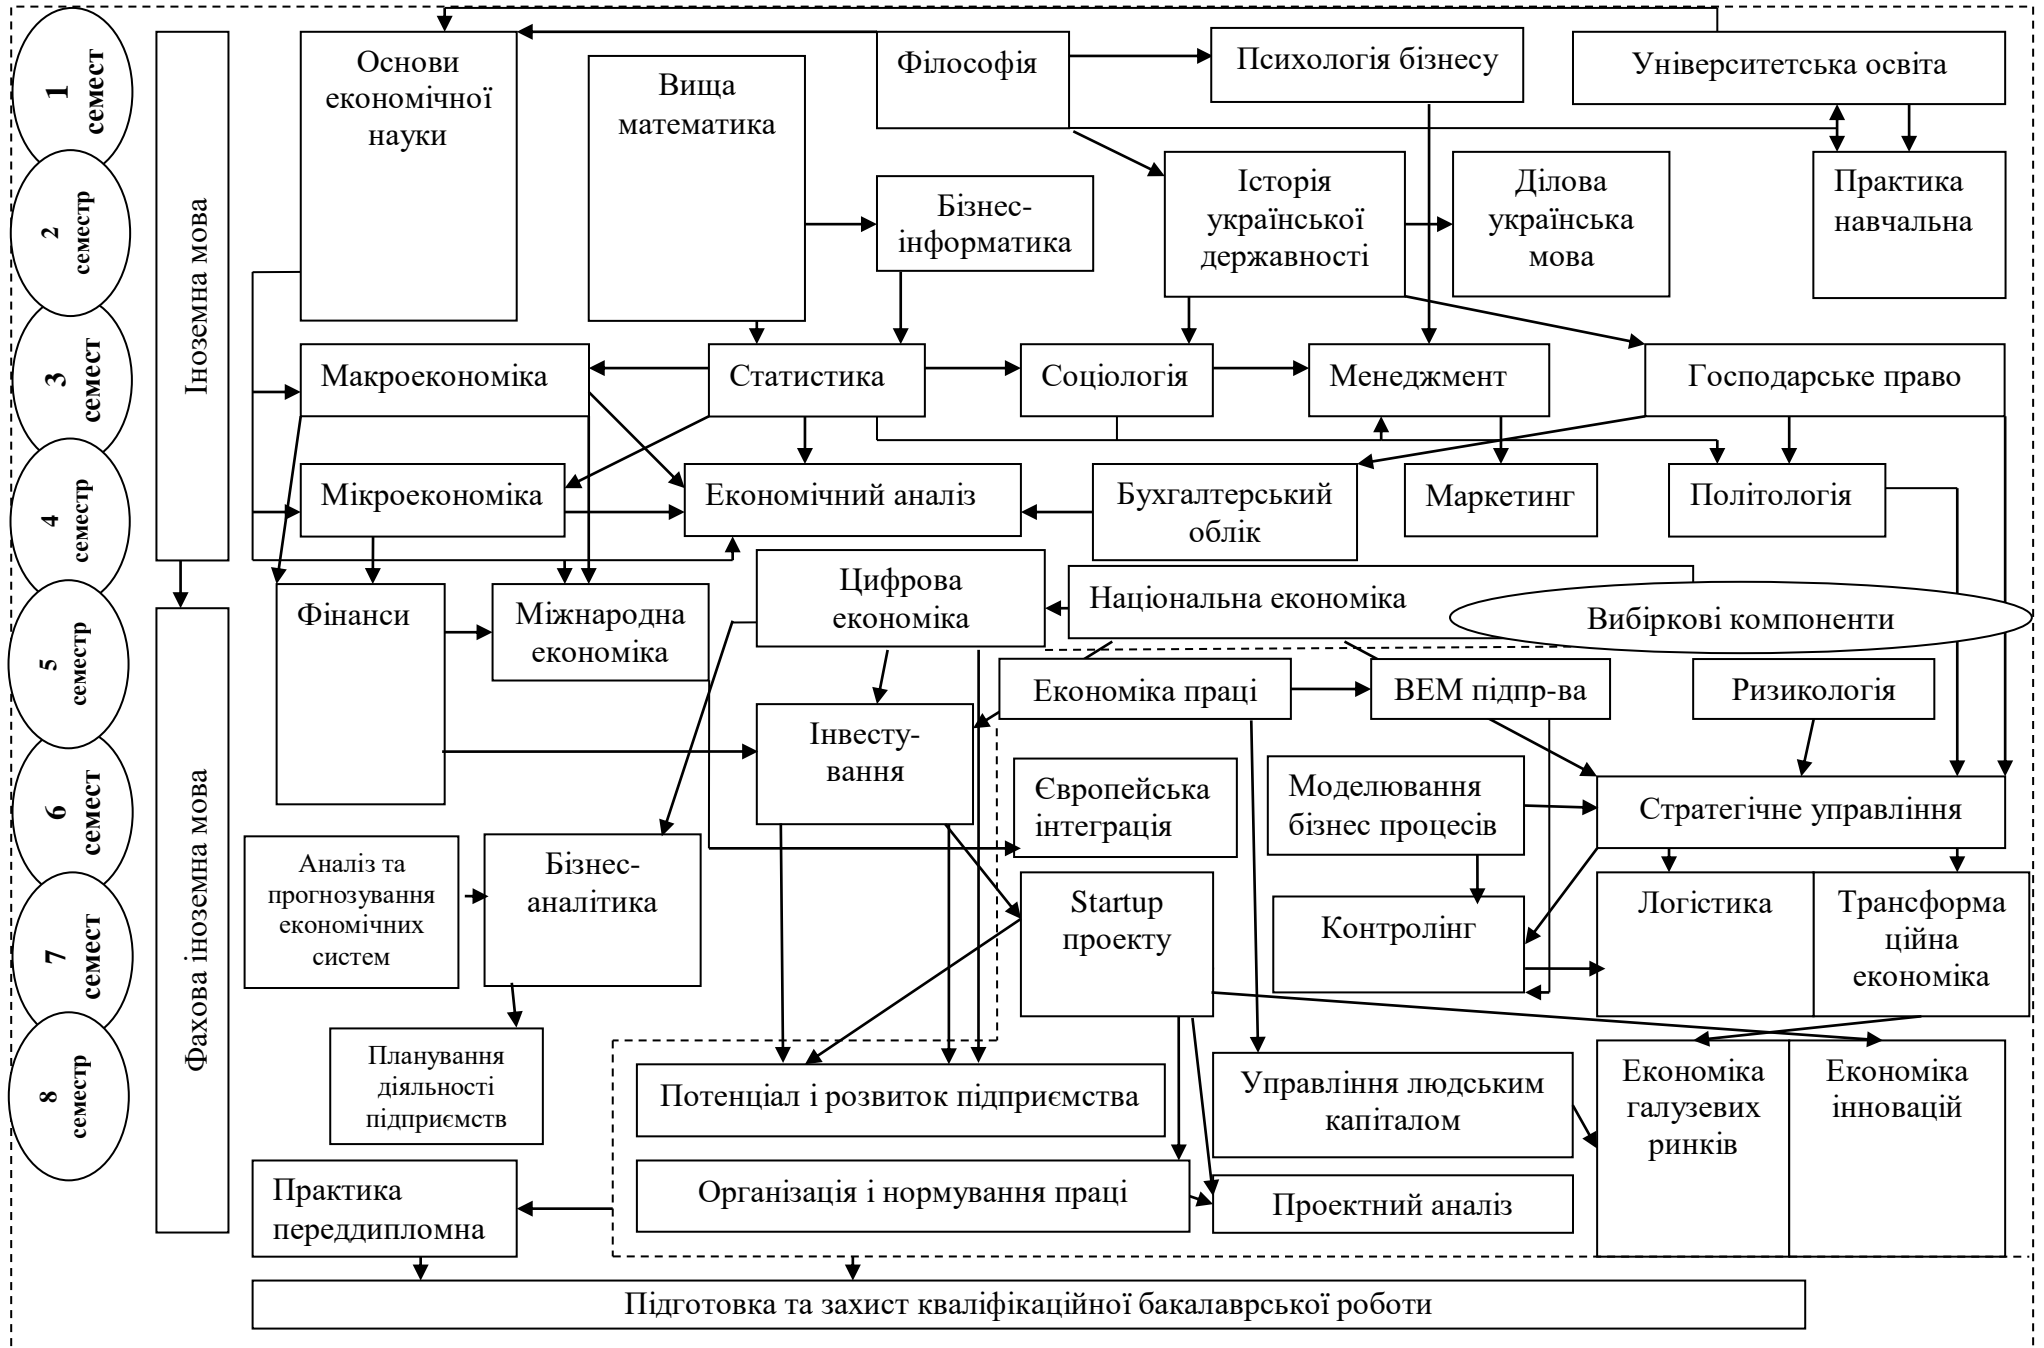 1
семест
Основи
економічної
науки
Вища
математика
Філософія
Психологія бізнесу
Університетська освіта
2
семестр
Іноземна мова
Бізнес-
інформатика
Історія
української
державності
Ділова
українська
мова
Практика
навчальна
3
семест
Макроекономіка
Статистика
Соціологія
Менеджмент
Господарське право
4
семестр
Мікроекономіка
Економічний аналіз
Бухгалтерський
облік
Маркетинг
Політологія
5
семестр
Фахова іноземна мова
Фінанси
Міжнародна
економіка
Цифрова
економіка
Національна економіка
Вибіркові компоненти
Економіка праці
ВЕМ підпр-ва
Ризикологія
6
семест
Інвесту-
вання
Європейська
інтеграція
Моделювання
бізнес процесів
Стратегічне управління
7
семест
Аналіз та
прогнозування
економічних
систем
Бізнес-
аналітика
Startup
проекту
Контролінг
Логістика
Трансформа
ційна
економіка
8
семестр
Планування
діяльності
підприємств
Потенціал і розвиток підприємства
Управління людським
капіталом
Економіка
галузевих
ринків
Економіка
інновацій
Практика
переддипломна
Організація і нормування праці
Проектний аналіз
Підготовка та захист кваліфікаційної бакалаврської роботи